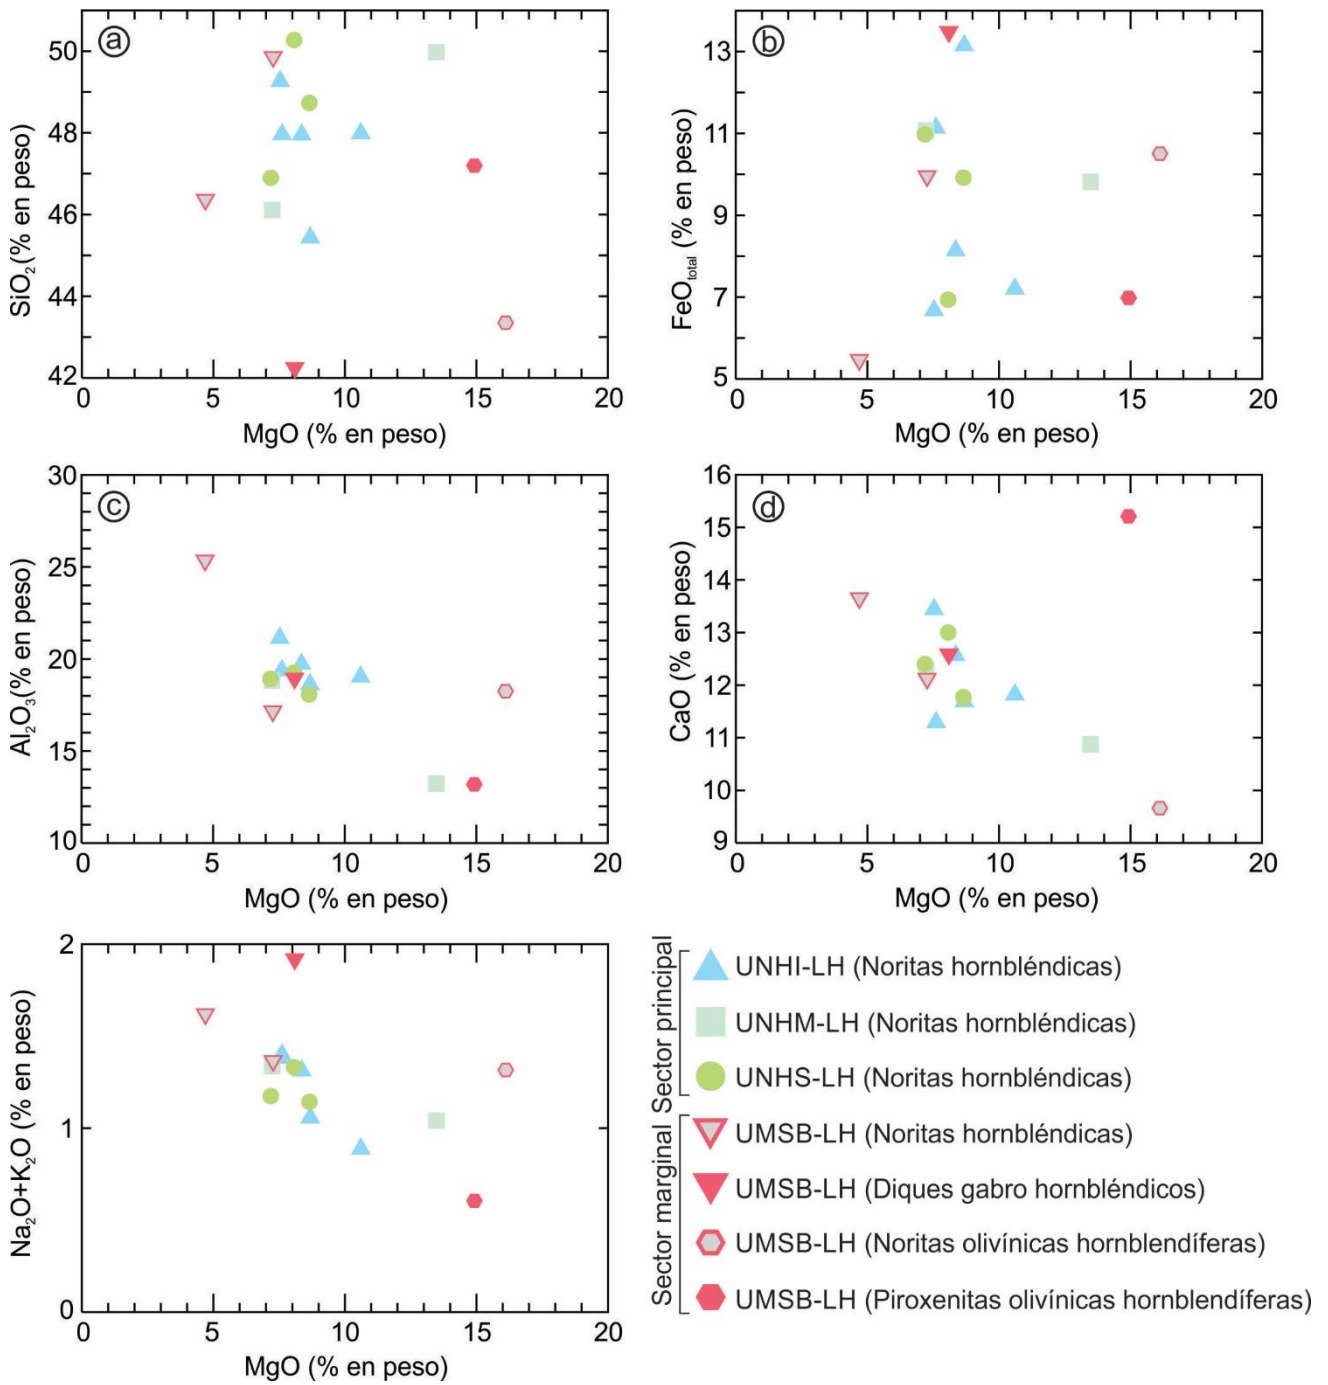 a
50
48
46
44
42
SiO₂(% en peso)
0
5
10
15
20
MgO (% en peso)
b
13
11
9
7
5
FeOtotal (% en peso)
0
5
10
15
20
MgO (% en peso)
c
30
25
20
15
10
Al₂O₃(% en peso)
0
5
10
15
20
MgO (% en peso)
d
16
15
14
13
12
11
10
9
CaO (% en peso)
0
5
10
15
20
MgO (% en peso)
2
1
0
Na₂O+K₂O (% en peso)
0
5
10
15
20
MgO (% en peso)
Sector principal
UNHI-LH (Noritas hornbléndicas)
UNHM-LH (Noritas hornbléndicas)
UNHS-LH (Noritas hornbléndicas)
Sector marginal
UMSB-LH (Noritas hornbléndicas)
UMSB-LH (Diques gabro hornbléndicos)
UMSB-LH (Noritas olivínicas hornblendíferas)
UMSB-LH (Piroxenitas olivínicas hornblendíferas)